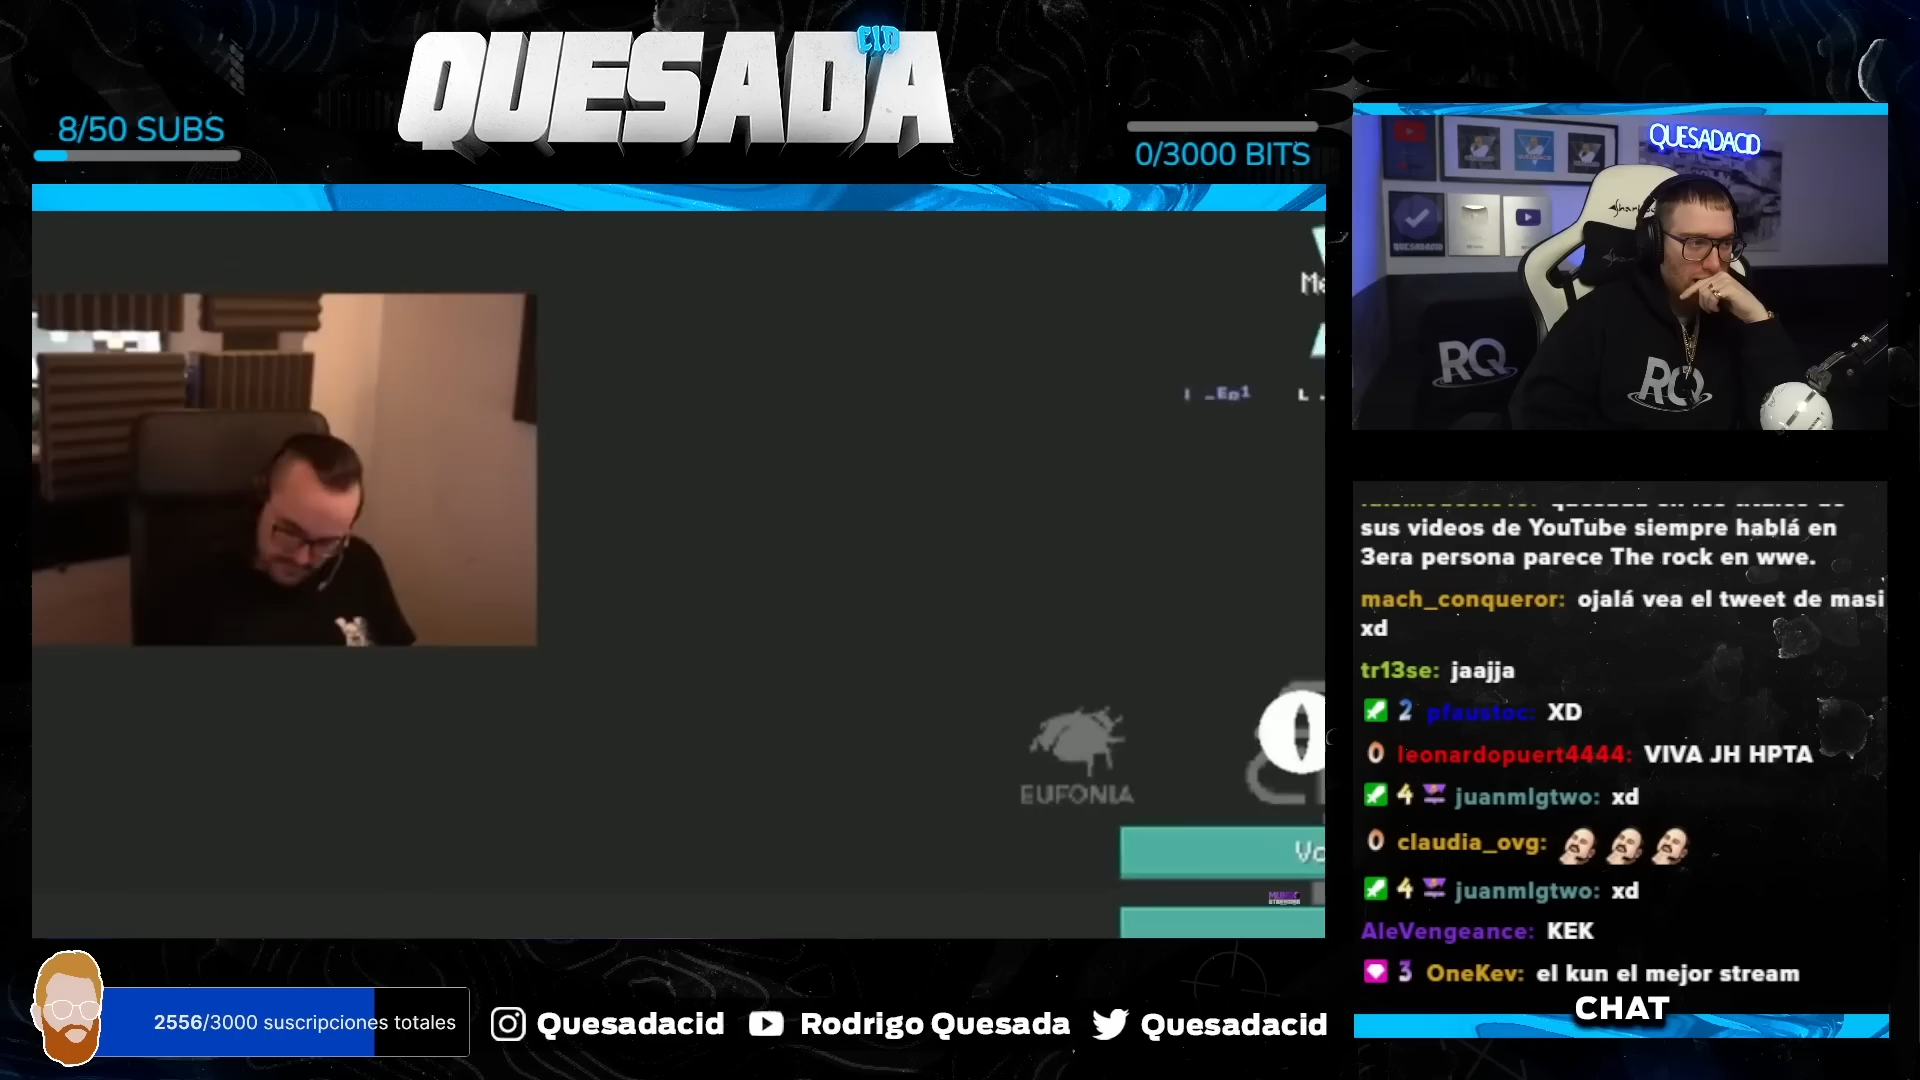 QUESADA
CID
8/50 SUBS
0/3000 BITS
QUESADACID
QUESADACID
RQ
RQ
EUFONIA
sus videos de YouTube siempre hablá en
3era persona parece The rock en wwe.
mach_conqueror: ojalá vea el tweet de masi
xd
tr13se: jaajja
2 pfaustoc: XD
0 leonardopuert4444: VIVA JH HPTA
4 juanmlgtwo: xd
0 claudia_ovg:
4 juanmlgtwo: xd
AleVengeance: KEK
3 OneKev: el kun el mejor stream
CHAT
2556/3000 suscripciones totales
Quesadacid
Rodrigo Quesada
Quesadacid